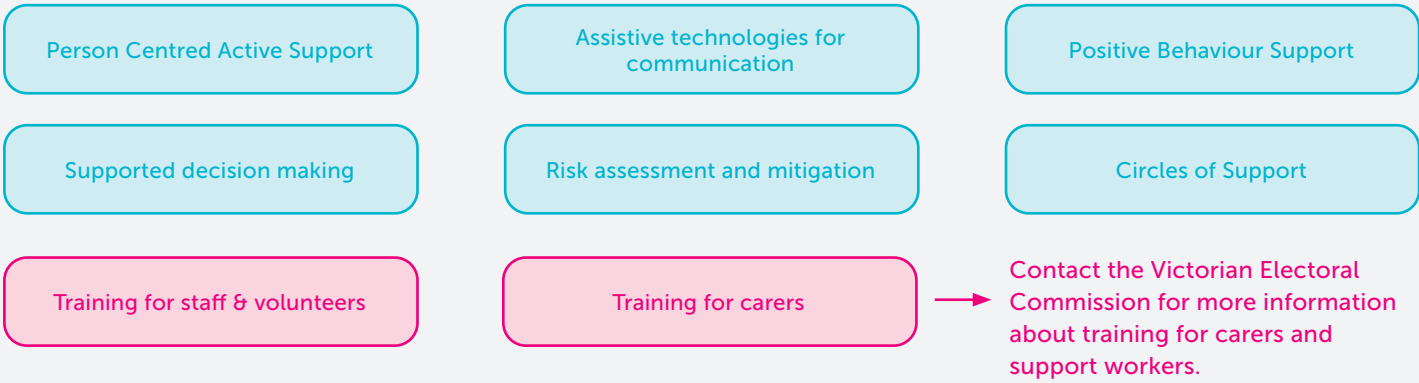 Person Centred Active Support
Assistive technologies for
communication
Positive Behaviour Support
Supported decision making
Risk assessment and mitigation
Circles of Support
Training for staff & volunteers
Training for carers
Contact the Victorian Electoral
Commission for more information
about training for carers and
support workers.